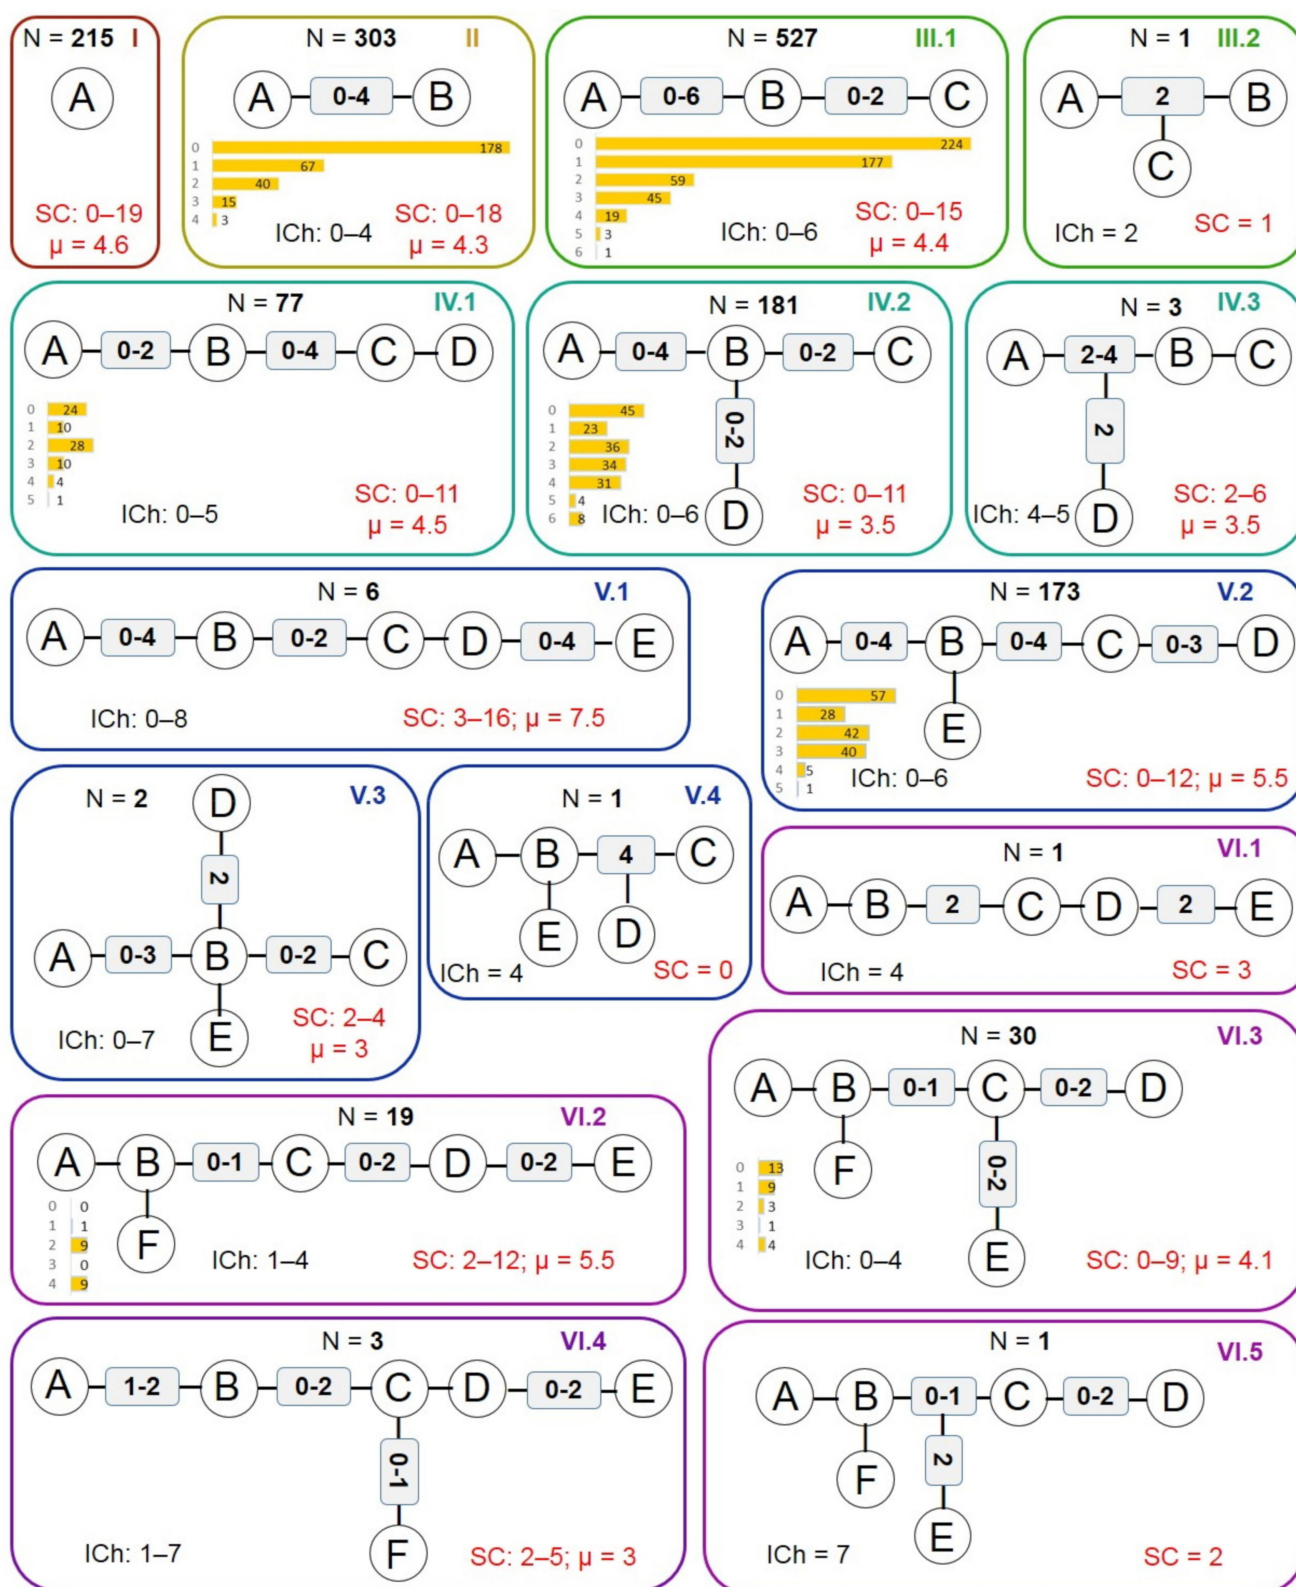 N = 215 I
A
SC: 0–19
μ = 4.6
N = 303 II
A 0-4 B
0 178
1 67
2 40
3 15
4 3
ICh: 0–4
SC: 0–18
μ = 4.3
N = 527 III.1
A 0-6 B 0-2 C
0 224
1 177
2 59
3 45
4 19
5 3
6 1
ICh: 0–6
SC: 0–15
μ = 4.4
N = 1 III.2
A 2 B
C
ICh = 2
SC = 1
N = 77 IV.1
A 0-2 B 0-4 C D
0 24
1 10
2 28
3 10
4 4
5 1
ICh: 0–5
SC: 0–11
μ = 4.5
N = 181 IV.2
A 0-4 B 0-2 C
0-2
D
0 45
1 23
2 36
3 34
4 31
5 4
6 8
ICh: 0–6
SC: 0–11
μ = 3.5
N = 3 IV.3
A 2-4 B C
2
D
ICh: 4–5
SC: 2–6
μ = 3.5
N = 6 V.1
A 0-4 B 0-2 C D 0-4 E
ICh: 0–8
SC: 3–16; μ = 7.5
N = 173 V.2
A 0-4 B 0-4 C 0-3 D
E
0 57
1 28
2 42
3 40
4 5
5 1
ICh: 0–6
SC: 0–12; μ = 5.5
N = 2 V.3
D
2
A 0-3 B 0-2 C
E
ICh: 0–7
SC: 2–4
μ = 3
N = 1 V.4
A B 4 C
E D
ICh = 4
SC = 0
N = 1 VI.1
A B 2 C D 2 E
ICh = 4
SC = 3
N = 19 VI.2
A B 0-1 C 0-2 D 0-2 E
F
0 0
1 1
2 9
3 0
4 9
ICh: 1–4
SC: 2–12; μ = 5.5
N = 30 VI.3
A B 0-1 C 0-2 D
F 0-2
E
0 13
1 9
2 3
3 1
4 4
ICh: 0–4
SC: 0–9; μ = 4.1
N = 3 VI.4
A 1-2 B 0-2 C D 0-2 E
0-1
F
ICh: 1–7
SC: 2–5; μ = 3
N = 1 VI.5
A B 0-1 C 0-2 D
F 2
E
ICh = 7
SC = 2